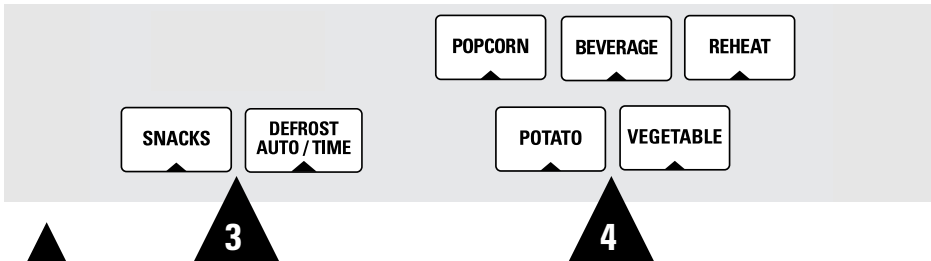 POPCORN BEVERAGE REHEAT
SNACKS DEFROST AUTO / TIME POTATO VEGETABLE
3 4